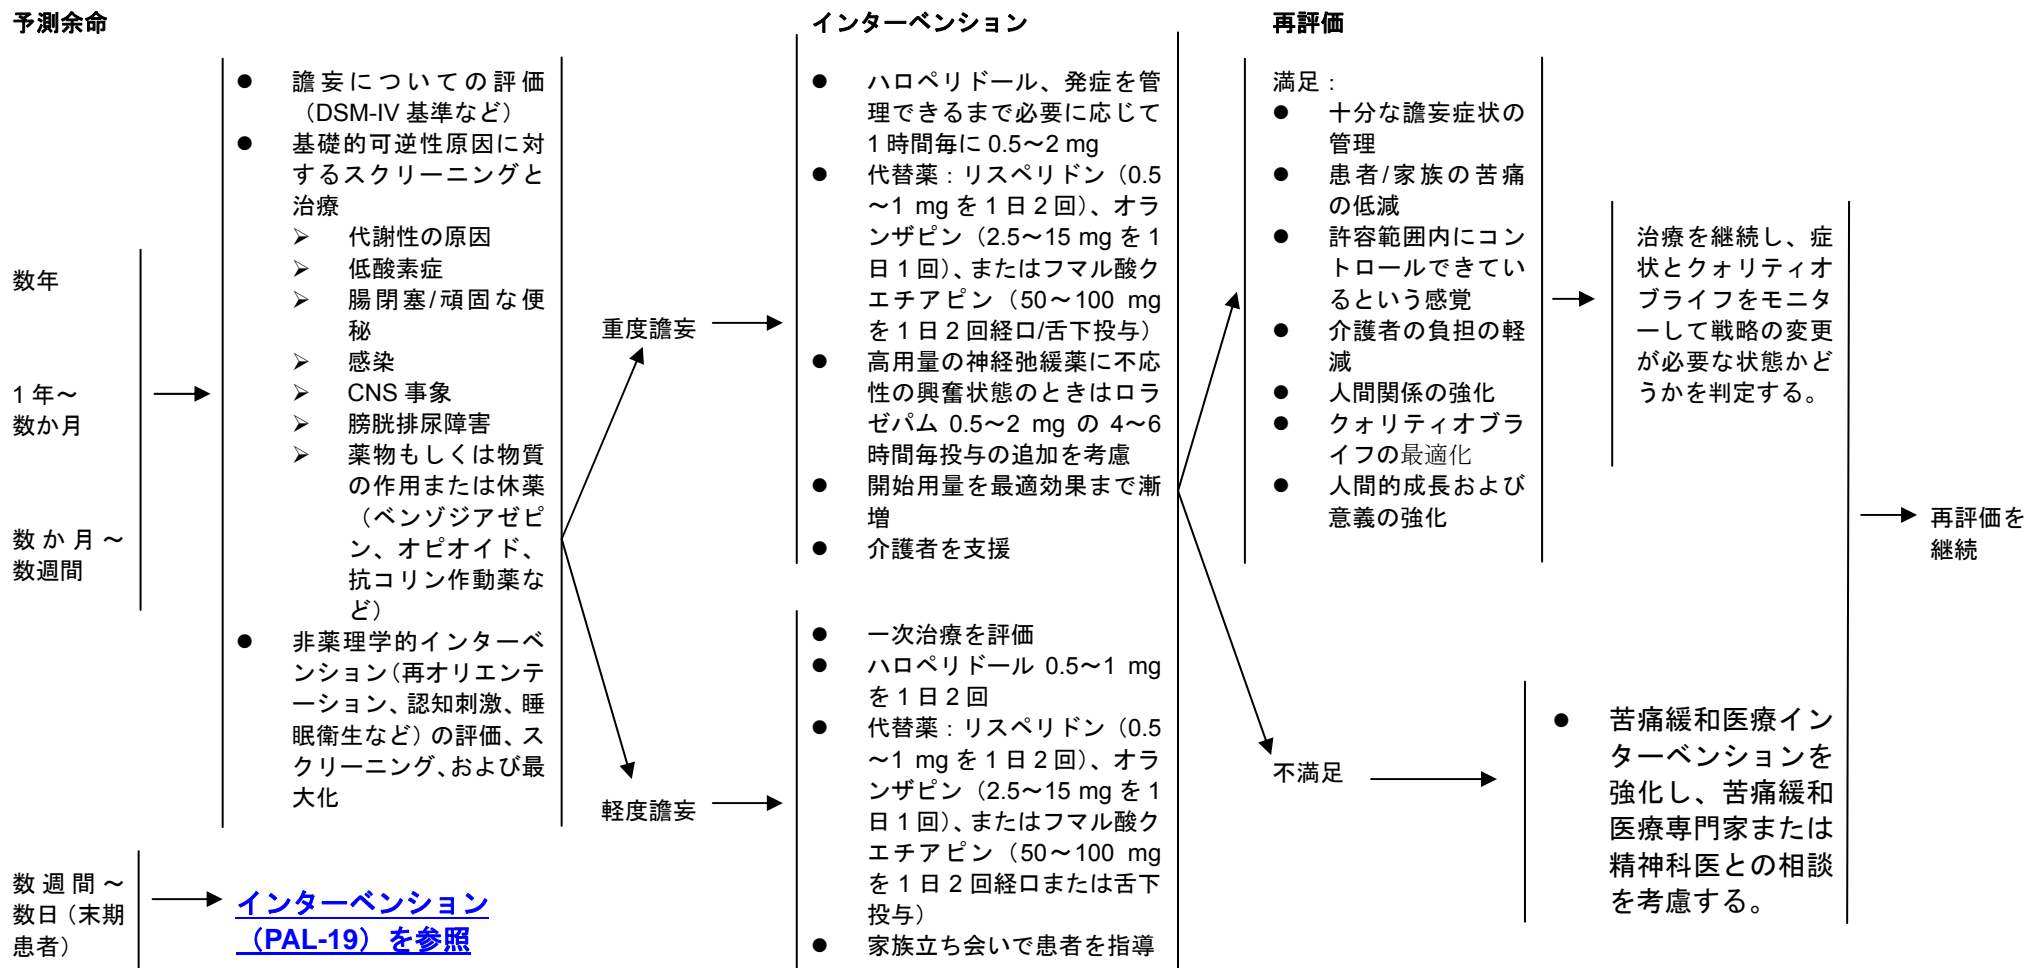 予測余命
インターベンション
再評価
数年
1 年～
数か月
数 か 月 ～
数週間
● 譫妄についての評価
（DSM-IV 基準など）
● 基礎的可逆性原因に対
するスクリーニングと
治療
➢ 代謝性の原因
➢ 低酸素症
➢ 腸閉塞/頑固な便
秘
➢ 感染
➢ CNS 事象
➢ 膀胱排尿障害
➢ 薬物もしくは物質
の作用または休薬
（ベンゾジアゼピ
ン、オピオイド、
抗コリン作動薬な
ど）
● 非薬理学的インターベ
ンション（再オリエンテ
ーション、認知刺激、睡
眠衛生など）の評価、ス
クリーニング、および最
大化
重度譫妄
軽度譫妄
● ハロペリドール、発症を管
理できるまで必要に応じて
1 時間毎に 0.5～2 mg
● 代替薬：リスペリドン（0.5
～1 mg を 1 日 2 回）、オラ
ンザピン（2.5～15 mg を 1
日 1 回）、またはフマル酸ク
エチアピン（50～100 mg
を 1 日 2 回経口/舌下投与）
● 高用量の神経弛緩薬に不応
性の興奮状態のときはロラ
ゼパム 0.5～2 mg の 4～6
時間毎投与の追加を考慮
● 開始用量を最適効果まで漸
増
● 介護者を支援
● 一次治療を評価
● ハロペリドール 0.5～1 mg
を 1 日 2 回
● 代替薬：リスペリドン（0.5
～1 mg を 1 日 2 回）、オラ
ンザピン（2.5～15 mg を 1
日 1 回）、またはフマル酸ク
エチアピン（50～100 mg
を 1 日 2 回経口または舌下
投与）
● 家族立ち会いで患者を指導
満足：
● 十分な譫妄症状の
管理
● 患者/家族の苦痛
の低減
● 許容範囲内にコン
トロールできてい
るという感覚
● 介護者の負担の軽
減
● 人間関係の強化
● クォリティオブラ
イフの最適化
● 人間的成長および
意義の強化
不満足
治療を継続し、症
状とクォリティオ
ブライフをモニタ
ーして戦略の変更
が必要な状態かど
うかを判定する。
● 苦痛緩和医療イン
ターベンションを
強化し、苦痛緩和
医療専門家または
精神科医との相談
を考慮する。
再評価を
継続
数 週 間 ～
数日（末期
患者）
インターベンション
（PAL-19）を参照